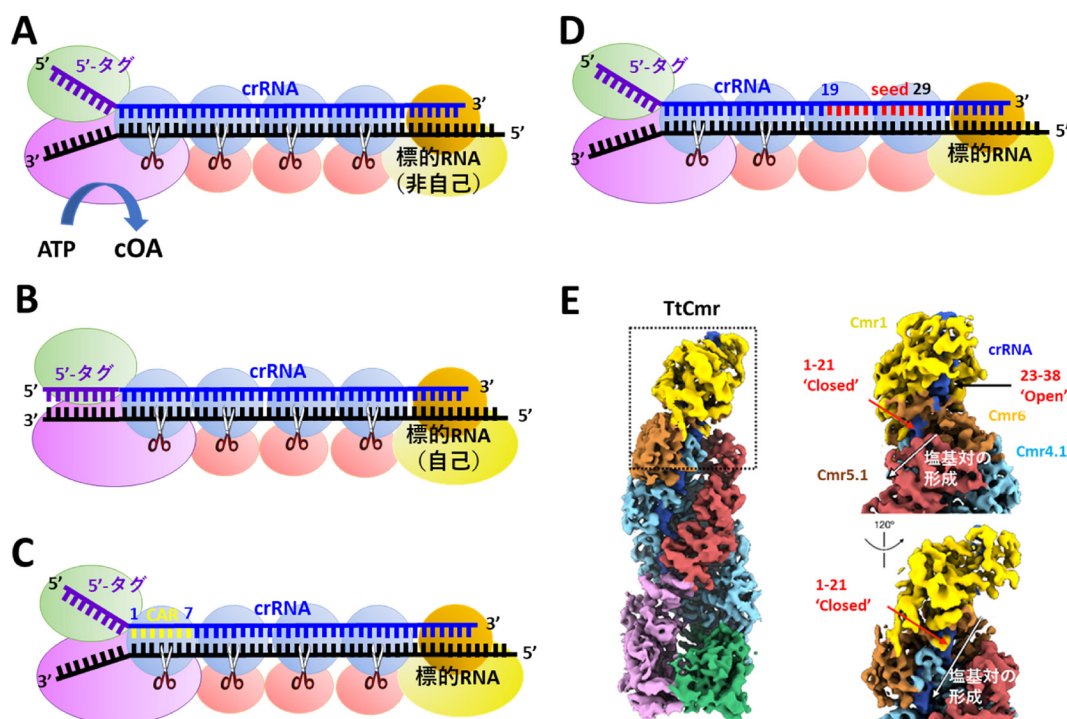 A
5’
5’-タグ
crRNA
3’
5’
3’
標的RNA
（非自己）
ATP
cOA
B
5’-タグ
crRNA
5’
3’
3’
5’
標的RNA
（自己）
C
5’
5’-タグ
1
CAR
7
crRNA
3’
5’
3’
標的RNA
D
5’
5’-タグ
crRNA
19
seed
29
3’
5’
3’
標的RNA
E
TtCmr
Cmr1
crRNA
1-21
‘Closed’
23-38
‘Open’
Cmr6
Cmr4.1
Cmr5.1
塩基対の
形成
120°
1-21
‘Closed’
塩基対の
形成